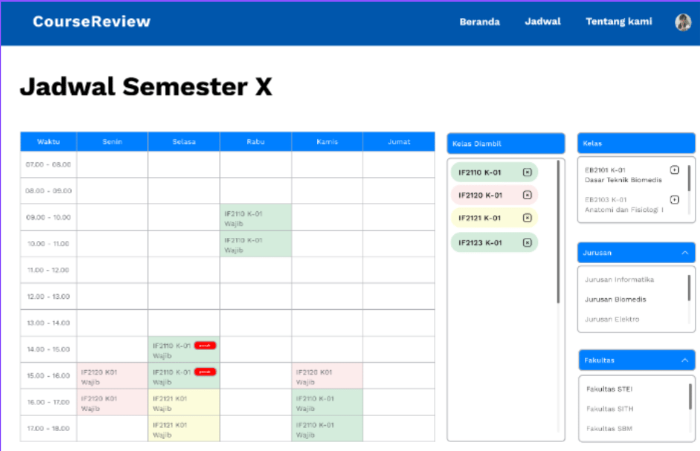 CourseReview
Beranda
Jadwal
Tentang kami
Jadwal Semester X
Waktu
Senin
Selasa
Rabu
Kamis
Jumat
07.00 - 08.00
08.00 - 09.00
09.00 - 10.00
IF2110 K-01
Wajib
10.00 - 11.00
IF2110 K-01
Wajib
11.00 - 12.00
12.00 - 13.00
13.00 - 14.00
14.00 - 15.00
IF2110 K-01
Wajib
15.00 - 16.00
IF2120 K01
Wajib
IF2110 K-01
Wajib
IF2120 K01
Wajib
16.00 - 17.00
IF2120 K01
Wajib
IF2121 K01
Wajib
IF2110 K-01
Wajib
17.00 - 18.00
IF2121 K01
Wajib
IF2110 K-01
Wajib
Kelas Diambil
IF2110 K-01
IF2120 K-01
IF2121 K-01
IF2123 K-01
Kelas
EB2101 K-01
Dasar Teknik Biomedis
EB2103 K-01
Anatomi dan Fisiologi I
Jurusan
Jurusan Informatika
Jurusan Biomedis
Jurusan Elektro
Fakultas
Fakultas STEI
Fakultas SITH
Fakultas SBM